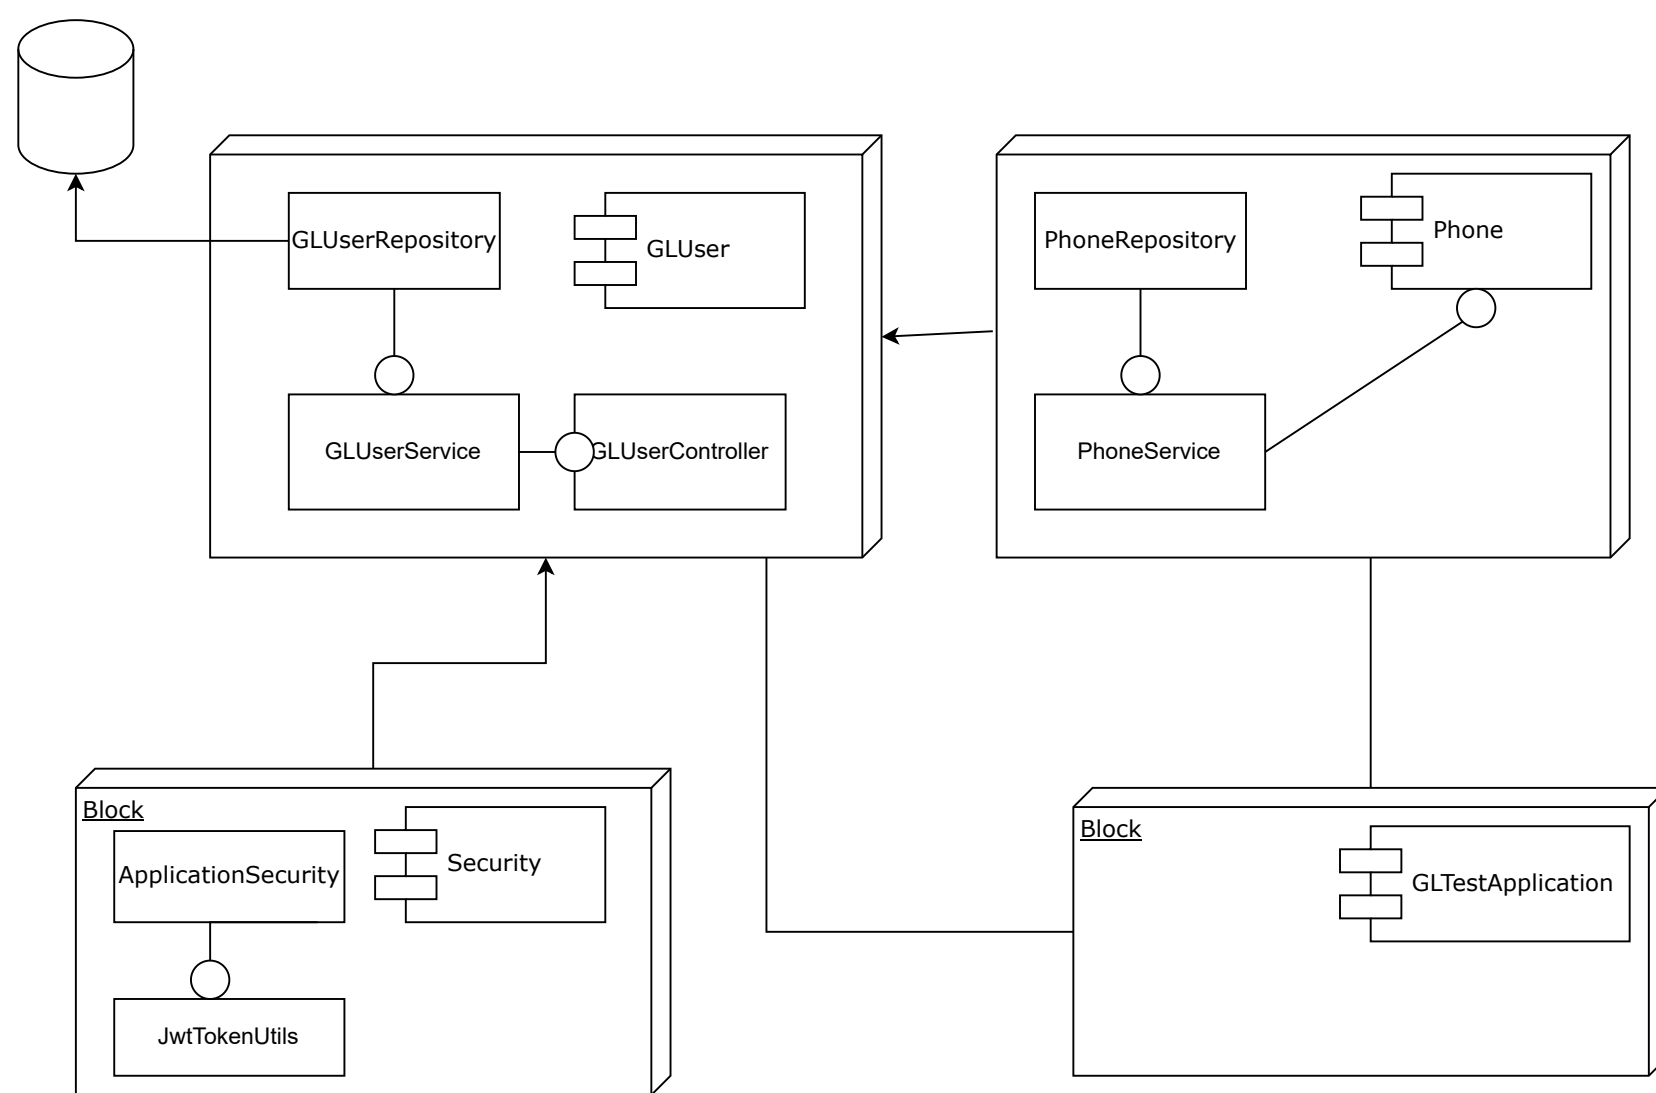 GLUserRepository
GLUser
PhoneRepository
Phone
GLUserService
GLUserController
PhoneService
Block
ApplicationSecurity
Security
JwtTokenUtils
Block
GLTestApplication